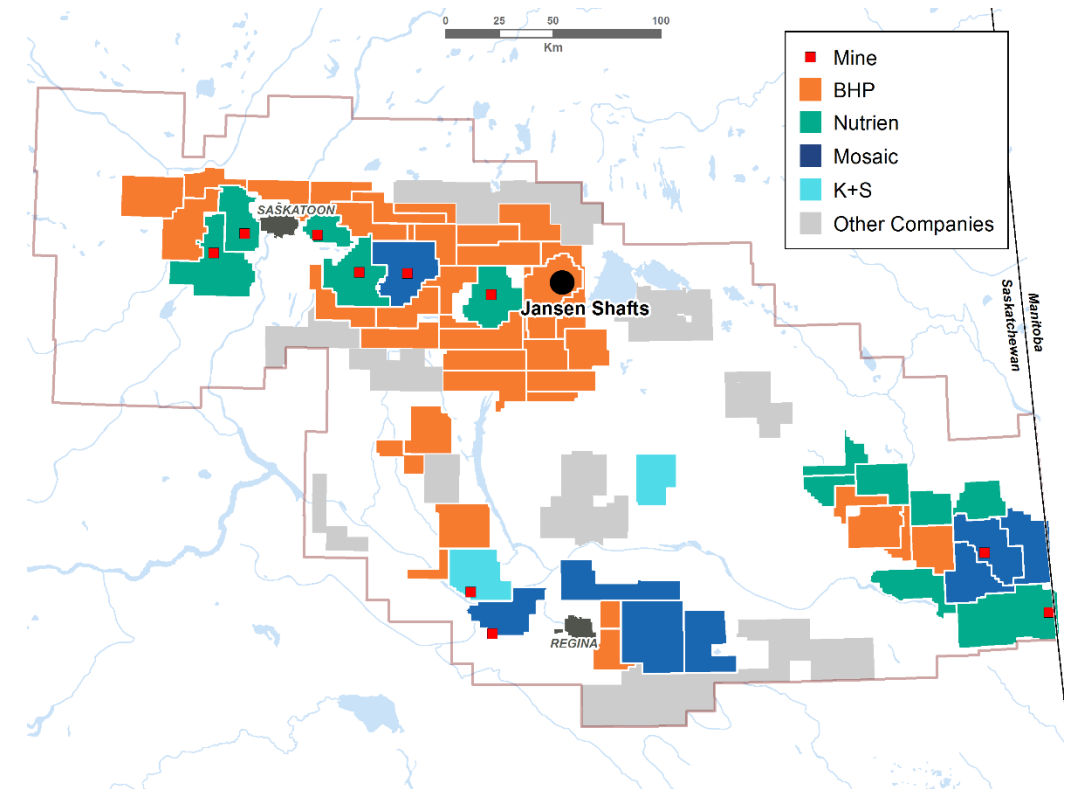 0 25 50 100
Km
Mine
BHP
Nutrien
Mosaic
K+S
Other Companies
SASKATOON
Jansen Shafts
Manitoba
Saskatchewan
REGINA